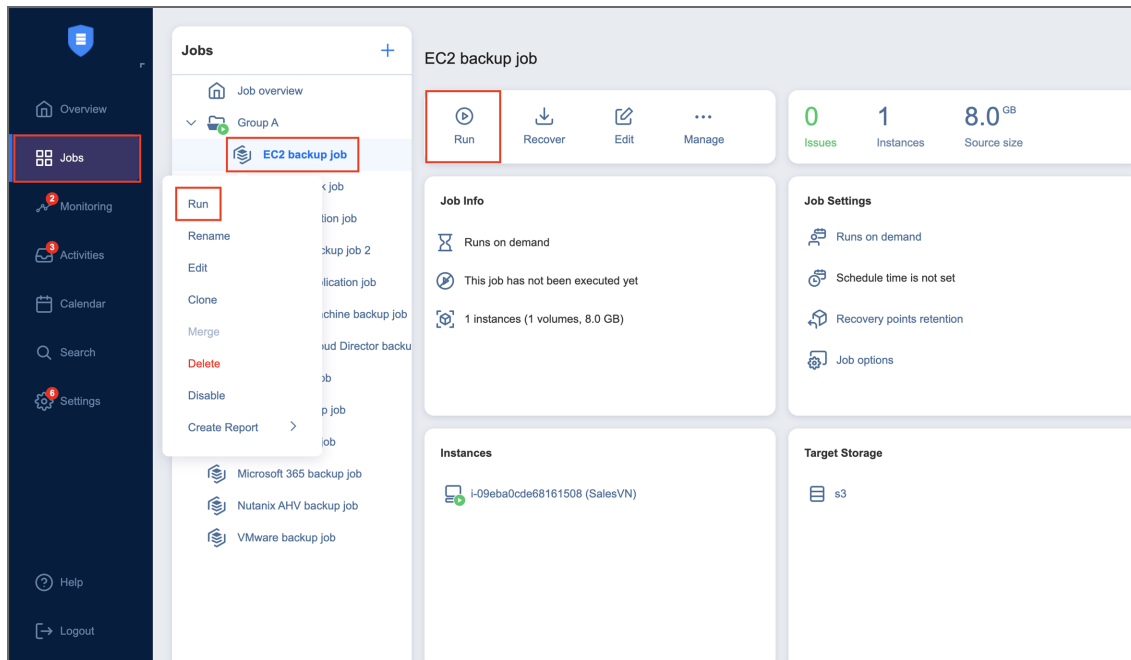 Overview
Jobs
2
Monitoring
3
Activities
Calendar
Search
6
Settings
Help
Logout
Jobs
Job overview
Group A
EC2 backup job
job
tion job
ckup job 2
lication job
chine backup job
oud Director backu
ob
p job
job
Microsoft 365 backup job
Nutanix AHV backup job
VMware backup job
Run
Rename
Edit
Clone
Merge
Delete
Disable
Create Report
EC2 backup job
Run
Recover
Edit
Manage
0
Issues
1
Instances
8.0 GB
Source size
Job Info
Runs on demand
This job has not been executed yet
1 instances (1 volumes, 8.0 GB)
Job Settings
Runs on demand
Schedule time is not set
Recovery points retention
Job options
Instances
i-09eba0cde68161508 (SalesVN)
Target Storage
s3